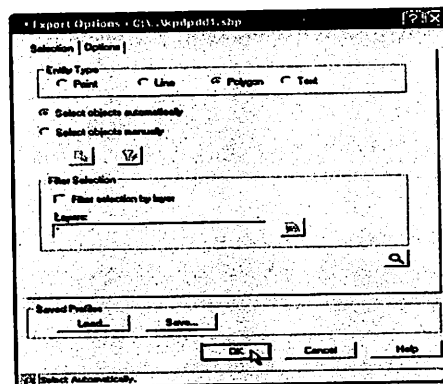 Export Options - C:\..\kpdpdd1.shp
Selection Options
Entity Type
Point Line Polygon Text
Select objects automatically
Select objects manually
Filter Selection
Filter selection by layer
Layers:
Saved Profiles
Load... Save...
OK Cancel Help
Select Automatically.